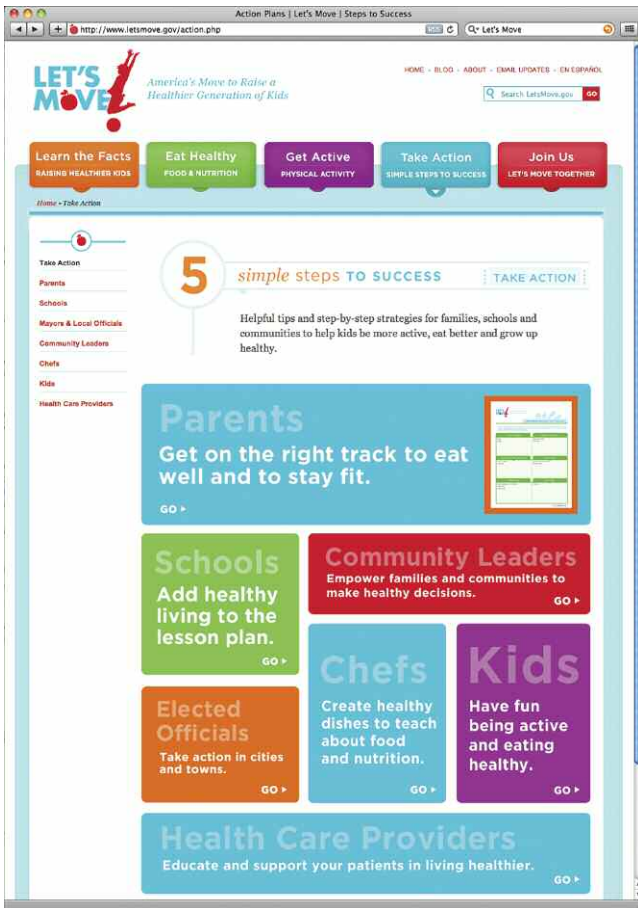 Action Plans | Let's Move | Steps to Success
http://www.letsmove.gov/action.php
Let's Move
LET'S
MOVE
America's Move to Raise a
Healthier Generation of Kids
HOME • BLOG • ABOUT • EMAIL UPDATES • EN ESPAÑOL
Search LetsMove.gov GO
Learn the Facts
RAISING HEALTHIER KIDS
Eat Healthy
FOOD & NUTRITION
Get Active
PHYSICAL ACTIVITY
Take Action
SIMPLE STEPS TO SUCCESS
Join Us
LET'S MOVE TOGETHER
Home • Take Action
Take Action
Parents
Schools
Mayors & Local Officials
Community Leaders
Chefs
Kids
Health Care Providers
5 simple steps TO SUCCESS
TAKE ACTION
Helpful tips and step-by-step strategies for families, schools and
communities to help kids be more active, eat better and grow up
healthy.
Parents
Get on the right track to eat
well and to stay fit.
GO
Schools
Add healthy
living to the
lesson plan.
GO
Community Leaders
Empower families and communities to
make healthy decisions.
GO
Elected
Officials
Take action in cities
and towns.
GO
Chefs
Create healthy
dishes to teach
about food
and nutrition.
GO
Kids
Have fun
being active
and eating
healthy.
GO
Health Care Providers
Educate and support your patients in living healthier.
GO